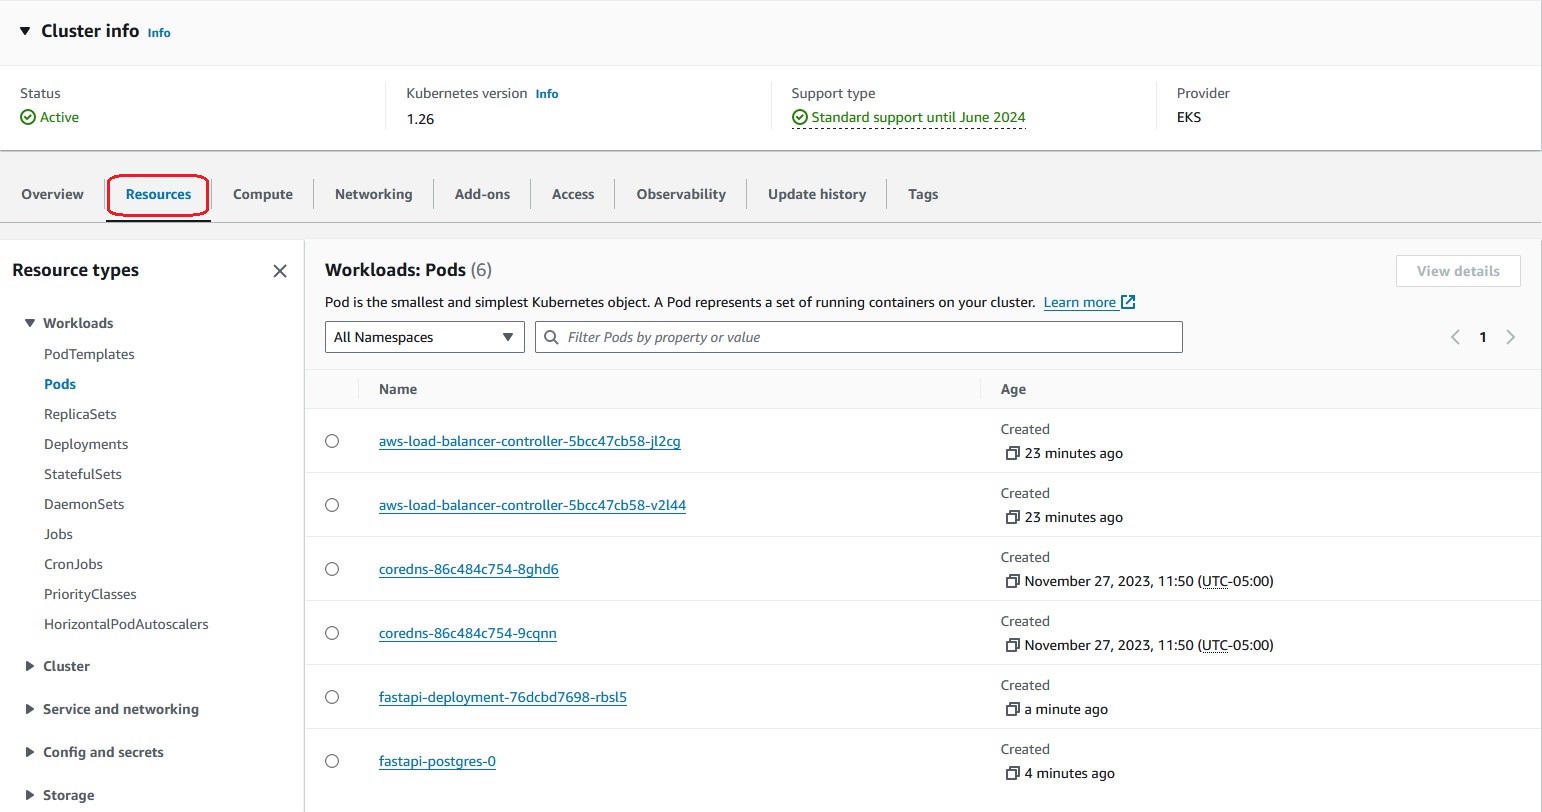 Cluster info Info
Status
Active
Kubernetes version Info
1.26
Support type
Standard support until June 2024
Provider
EKS
Overview
Resources
Compute
Networking
Add-ons
Access
Observability
Update history
Tags
Resource types
Workloads
PodTemplates
Pods
ReplicaSets
Deployments
StatefulSets
DaemonSets
Jobs
CronJobs
PriorityClasses
HorizontalPodAutoscalers
Cluster
Service and networking
Config and secrets
Storage
Workloads: Pods (6)
View details
Pod is the smallest and simplest Kubernetes object. A Pod represents a set of running containers on your cluster. Learn more
All Namespaces
Filter Pods by property or value
1
Name
Age
aws-load-balancer-controller-5bcc47cb58-jl2cg
Created
23 minutes ago
aws-load-balancer-controller-5bcc47cb58-v2l44
Created
23 minutes ago
coredns-86c484c754-8ghd6
Created
November 27, 2023, 11:50 (UTC-05:00)
coredns-86c484c754-9cqnn
Created
November 27, 2023, 11:50 (UTC-05:00)
fastapi-deployment-76dcbd7698-rbsl5
Created
a minute ago
fastapi-postgres-0
Created
4 minutes ago